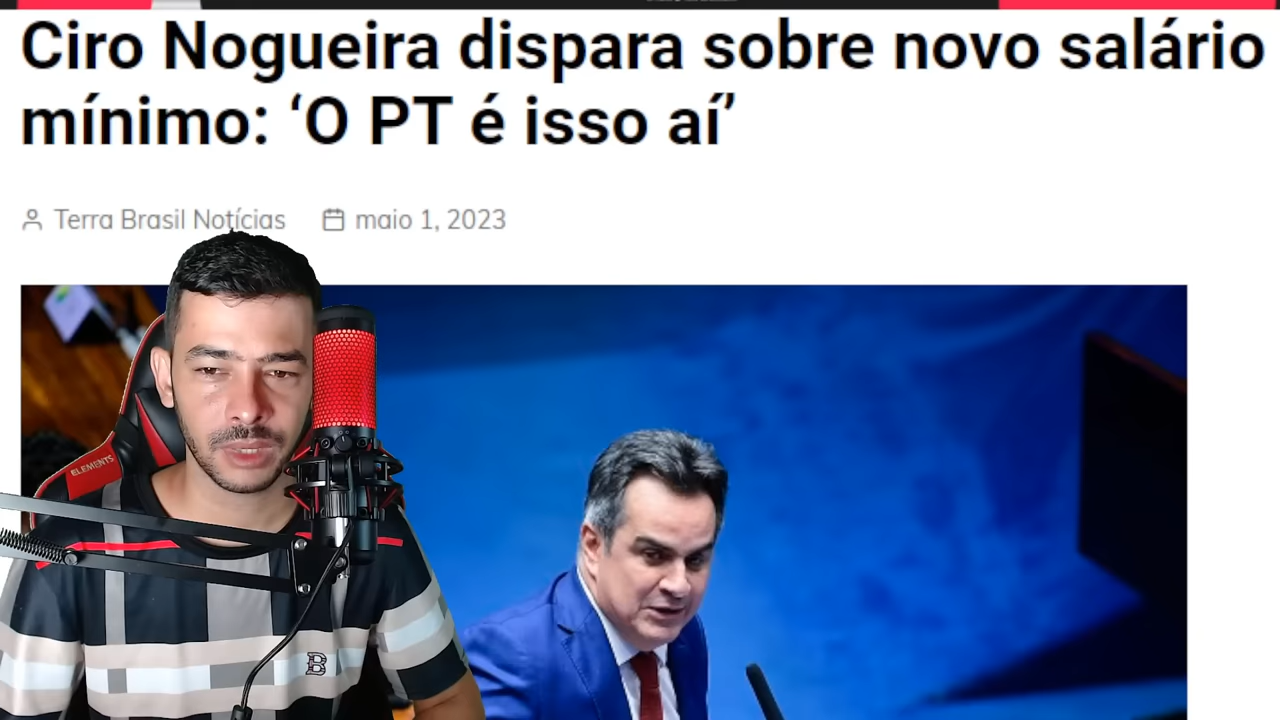 Ciro Nogueira dispara sobre novo salário
mínimo: ‘O PT é isso aí’
Terra Brasil Notícias maio 1, 2023
ELEMENTS
B